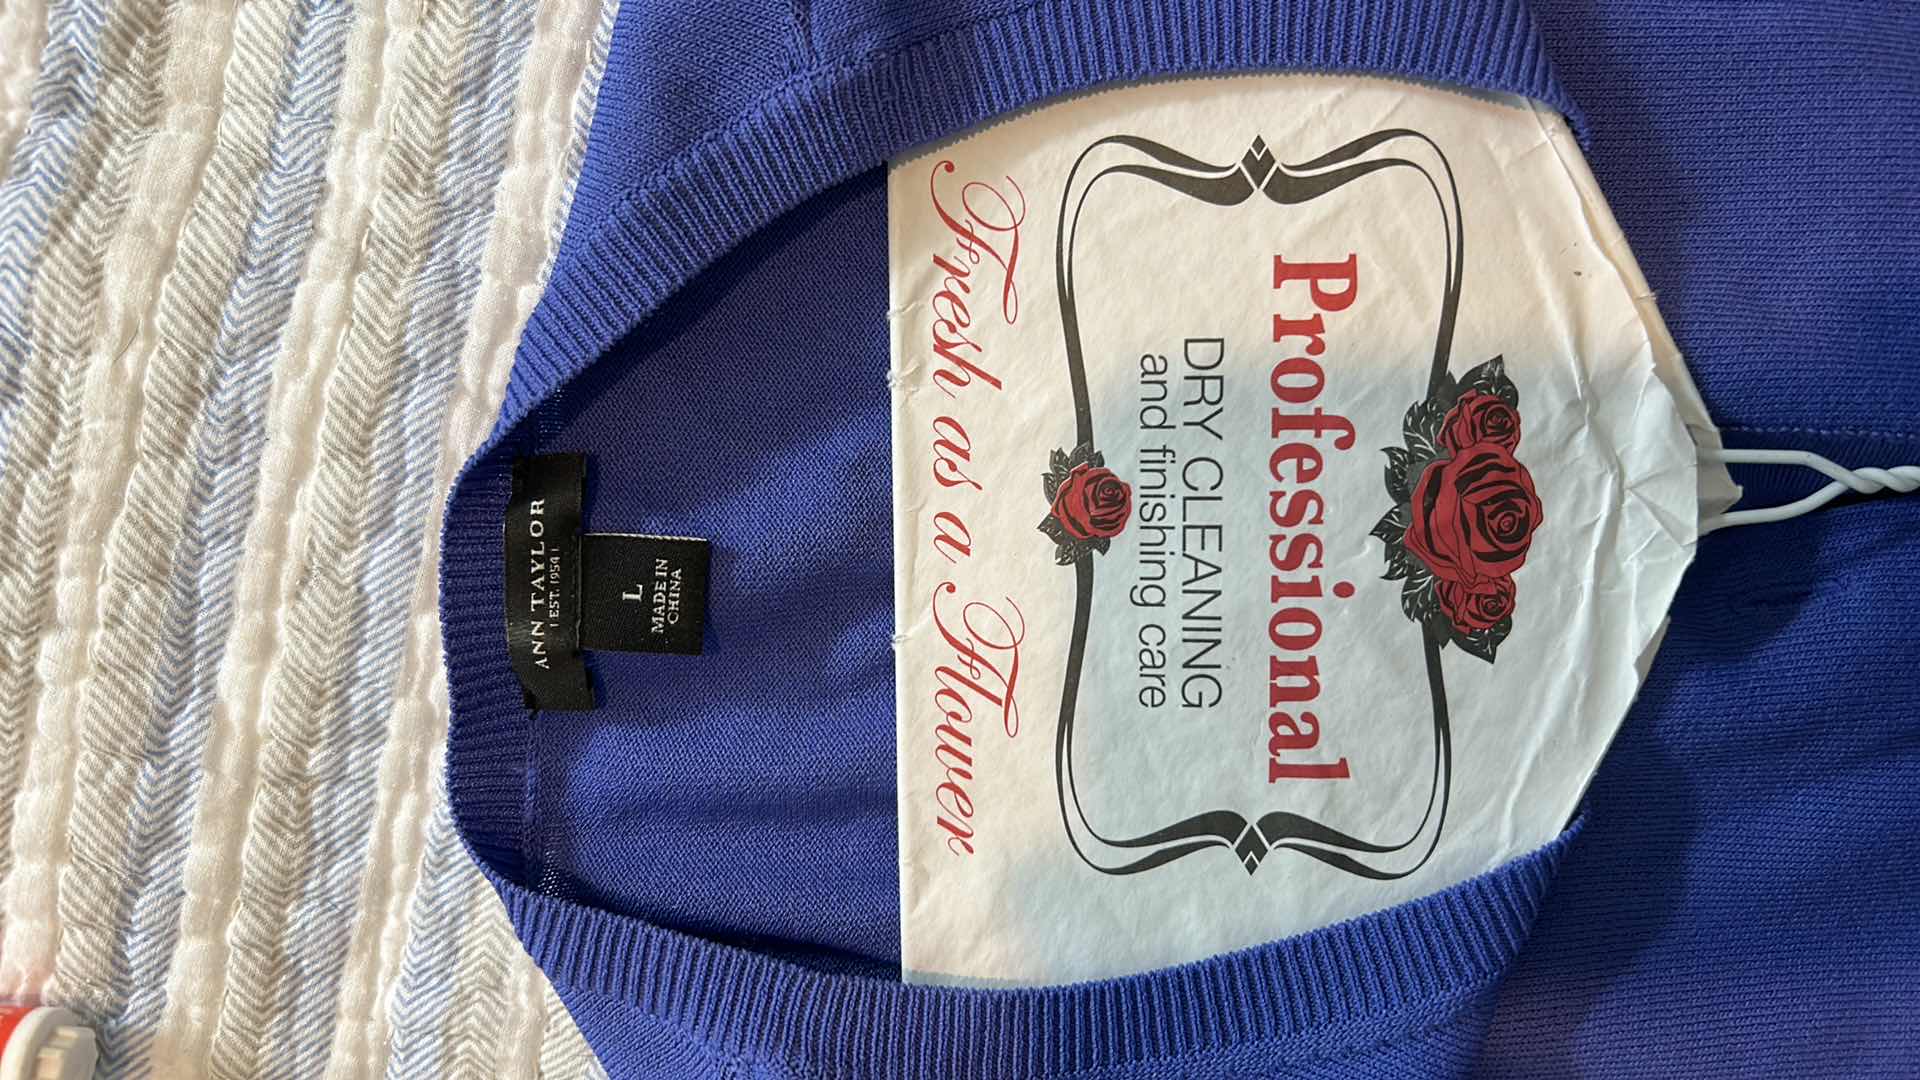 Professional
DRY CLEANING
and finishing care
Fresh as a Flower
ANN TAYLOR
EST. 1954
L
MADE IN
CHINA